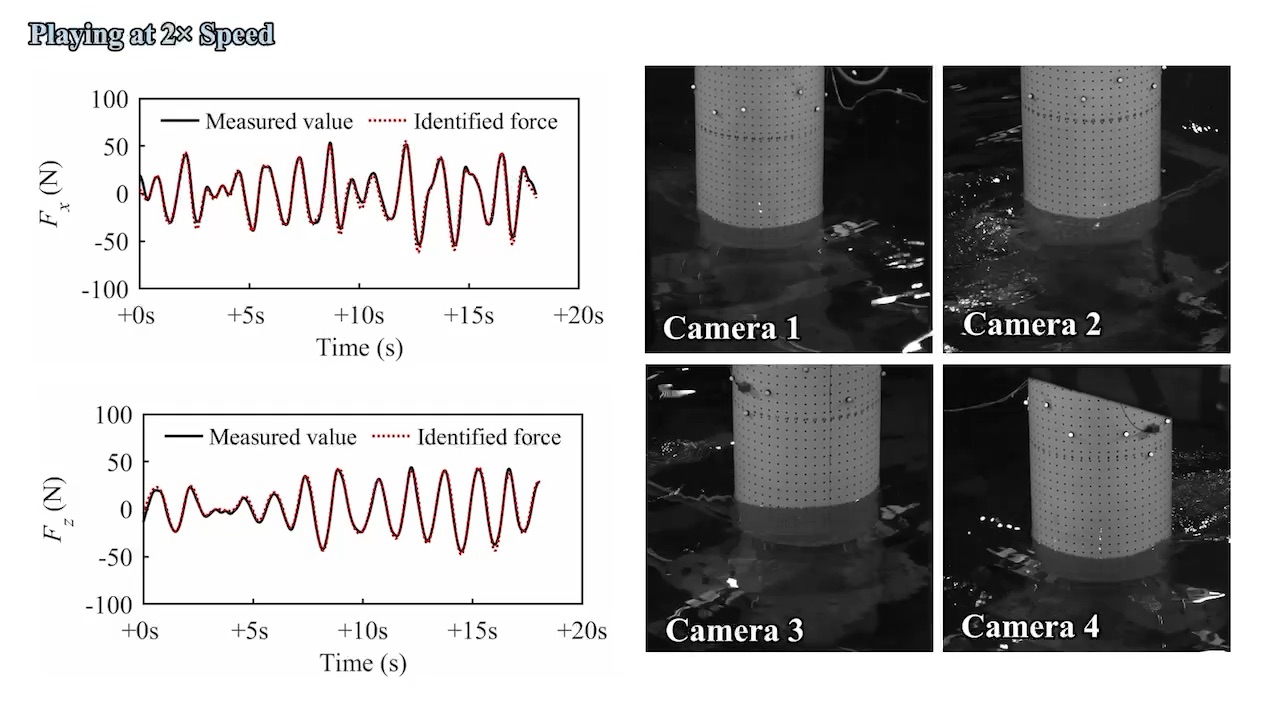 Playing at 2× Speed
100
50
0
-50
-100
F_x (N)
Measured value
Identified force
+0s
+5s
+10s
+15s
+20s
Time (s)
100
50
0
-50
-100
F_z (N)
Measured value
Identified force
+0s
+5s
+10s
+15s
+20s
Time (s)
Camera 1
Camera 2
Camera 3
Camera 4